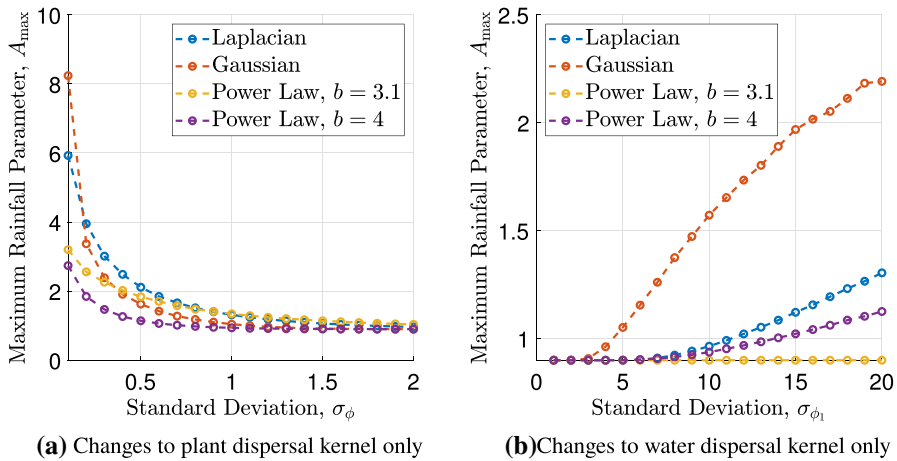 10
8
6
4
2
0
Maximum Rainfall Parameter, A_max
Laplacian
Gaussian
Power Law, b = 3.1
Power Law, b = 4
0.5 1 1.5 2
Standard Deviation, σ_ϕ
(a) Changes to plant dispersal kernel only
2.5
2
1.5
1
Maximum Rainfall Parameter, A_max
Laplacian
Gaussian
Power Law, b = 3.1
Power Law, b = 4
0 5 10 15 20
Standard Deviation, σ_ϕ₁
(b)Changes to water dispersal kernel only